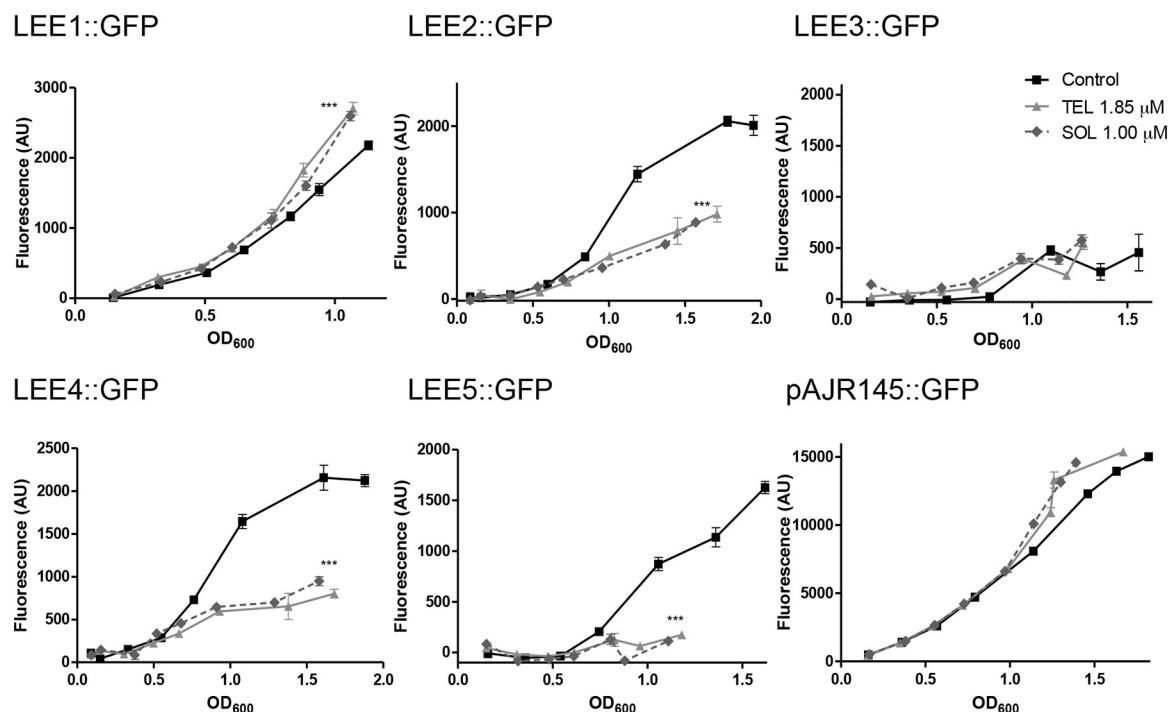 LEE1::GFP
LEE2::GFP
LEE3::GFP
Fluorescence (AU)
3000
2000
1000
0
0.5
1.0
OD600
***
Fluorescence (AU)
2000
1000
0
0.0
0.5
1.0
1.5
2.0
OD600
***
Fluorescence (AU)
2000
1500
1000
500
0
0.0
0.5
1.0
1.5
OD600
Control
TEL 1.85 µM
SOL 1.00 µM
LEE4::GFP
LEE5::GFP
pAJR145::GFP
Fluorescence (AU)
2500
2000
1500
1000
500
0
0.0
0.5
1.0
1.5
2.0
OD600
***
Fluorescence (AU)
2000
1500
1000
500
0
0.0
0.5
1.0
1.5
OD600
***
Fluorescence (AU)
15000
10000
5000
0
0.0
0.5
1.0
1.5
OD600